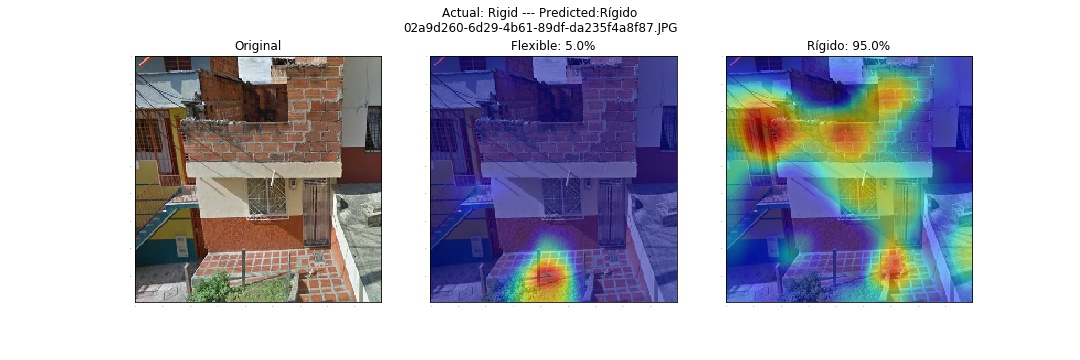 Actual: Rigid --- Predicted:Rígido
02a9d260-6d29-4b61-89df-da235f4a8f87.JPG
Original
Flexible: 5.0%
Rígido: 95.0%